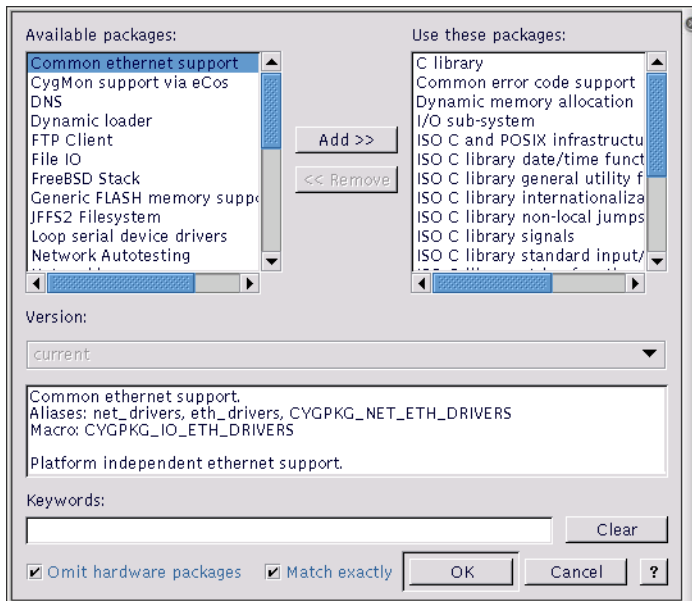 Available packages:
Common ethernet support
CygMon support via eCos
DNS
Dynamic loader
FTP Client
File IO
FreeBSD Stack
Generic FLASH memory suppo
JFFS2 Filesystem
Loop serial device drivers
Network Autotesting
Add >>
<< Remove
Use these packages:
C library
Common error code support
Dynamic memory allocation
I/O sub-system
ISO C and POSIX infrastructu
ISO C library date/time funct
ISO C library general utility f
ISO C library internationaliza
ISO C library non-local jumps
ISO C library signals
ISO C library standard input/
Version:
current
Common ethernet support.
Aliases: net_drivers, eth_drivers, CYGPKG_NET_ETH_DRIVERS
Macro: CYGPKG_IO_ETH_DRIVERS
Platform independent ethernet support.
Keywords:
Clear
Omit hardware packages
Match exactly
OK
Cancel
?